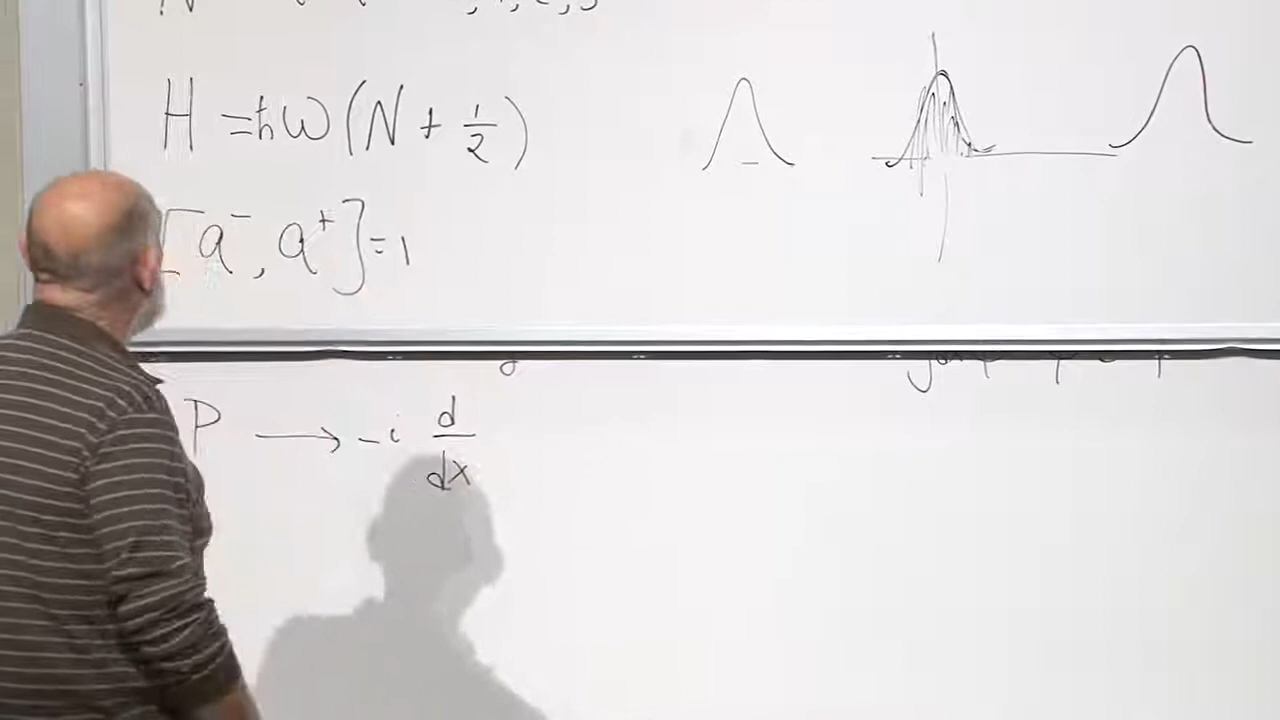 H = ħω(N + 1/2)
[a⁻, a⁺] = 1
P → -i d/dx